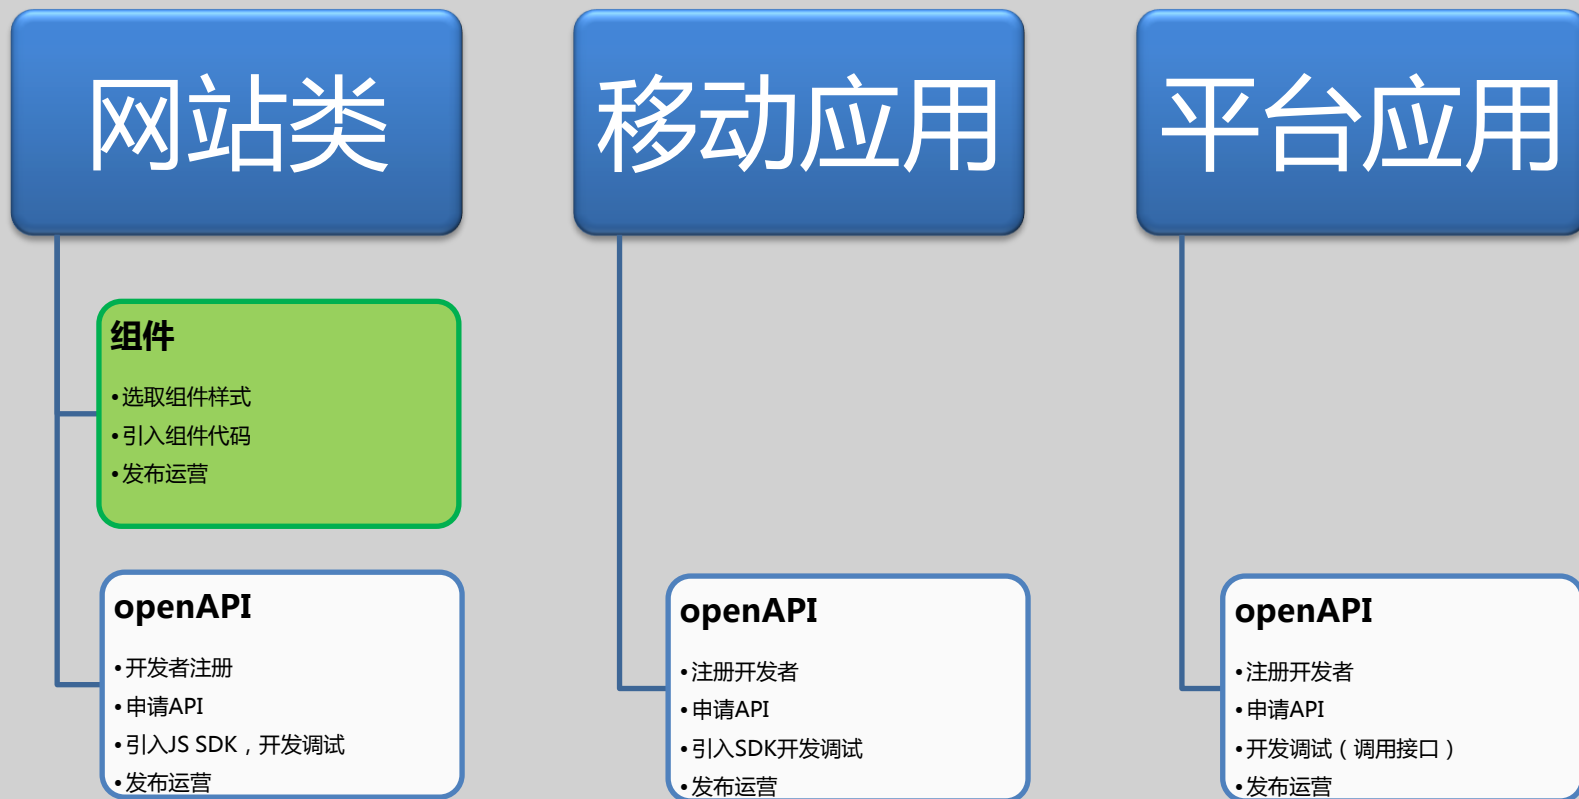 网站类
组件
•选取组件样式
•引入组件代码
•发布运营
openAPI
•开发者注册
•申请API
•引入JS SDK，开发调试
•发布运营
移动应用
openAPI
•注册开发者
•申请API
•引入SDK开发调试
•发布运营
平台应用
openAPI
•注册开发者
•申请API
•开发调试（调用接口）
•发布运营